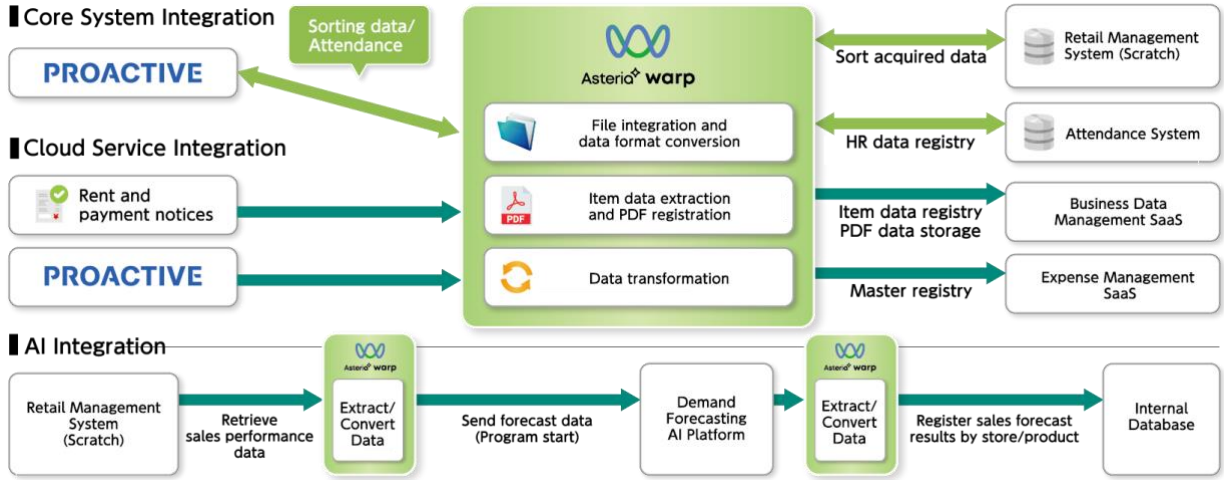 Core System Integration
PROACTIVE
Sorting data/
Attendance
Asteria warp
File integration and
data format conversion
Sort acquired data
Retail Management
System (Scratch)
HR data registry
Attendance System
Cloud Service Integration
Rent and
payment notices
PDF
Item data extraction
and PDF registration
Item data registry
PDF data storage
Business Data
Management SaaS
PROACTIVE
Data transformation
Master registry
Expense Management
SaaS
AI Integration
Retail Management
System
(Scratch)
Retrieve
sales performance
data
Asteria warp
Extract/
Convert
Data
Send forecast data
(Program start)
Demand
Forecasting
AI Platform
Asteria warp
Extract/
Convert
Data
Register sales forecast
results by store/product
Internal
Database